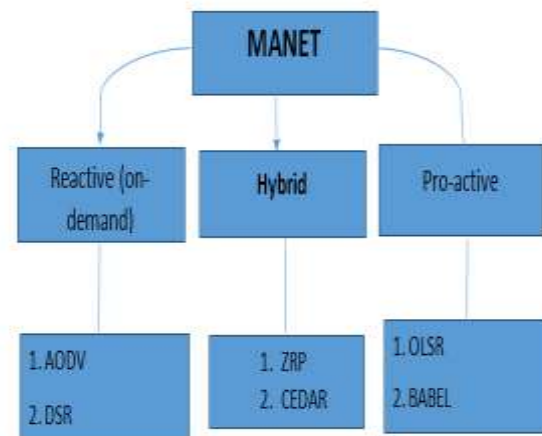 MANET
Reactive (on-
demand)
Hybrid
Pro-active
1. AODV
2. DSR
1. ZRP
2. CEDAR
1. OLSR
2. BABEL